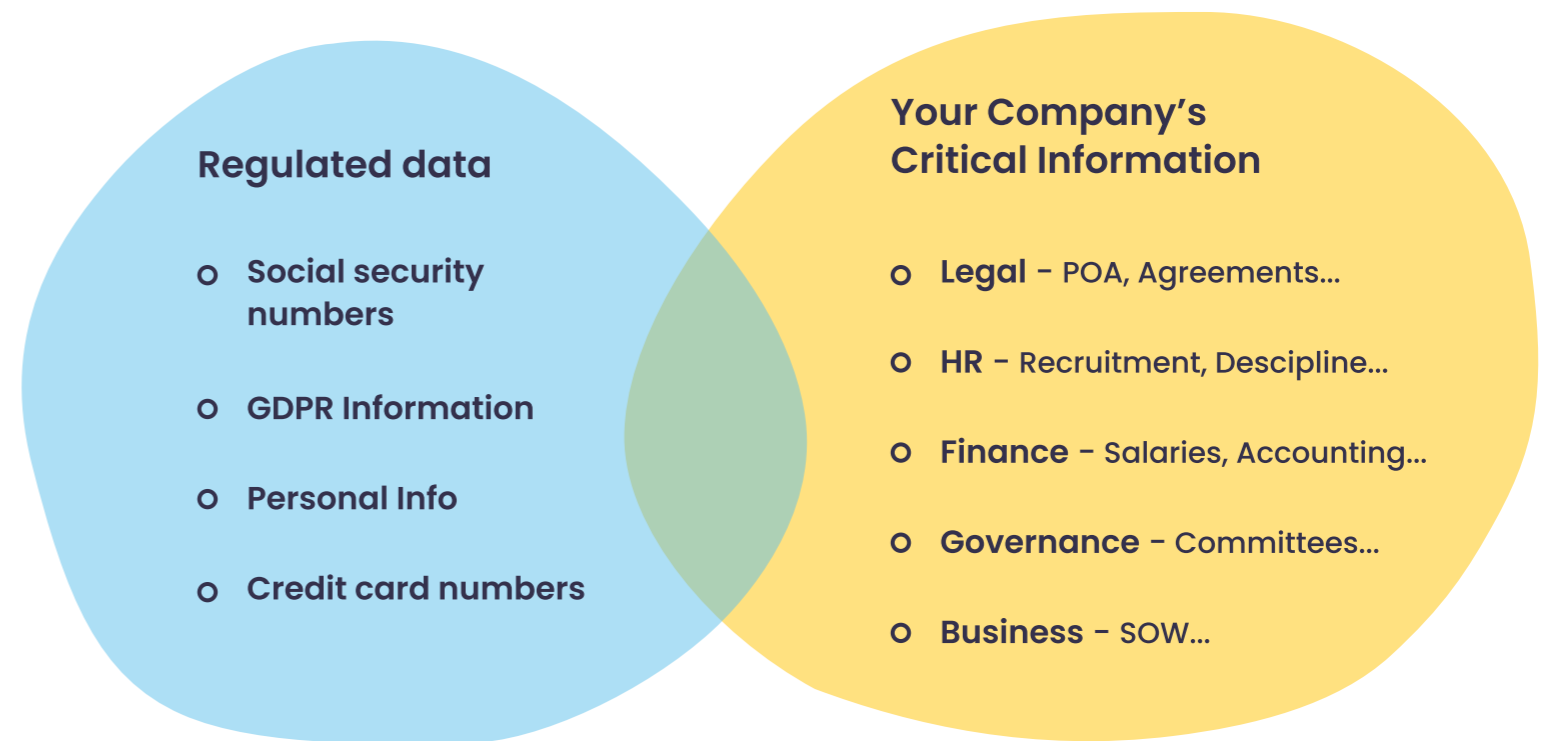 Regulated data
Social security
numbers
GDPR Information
Personal Info
Credit card numbers
Your Company’s
Critical Information
Legal - POA, Agreements...
HR - Recruitment, Descipline...
Finance - Salaries, Accounting...
Governance - Committees...
Business - SOW...